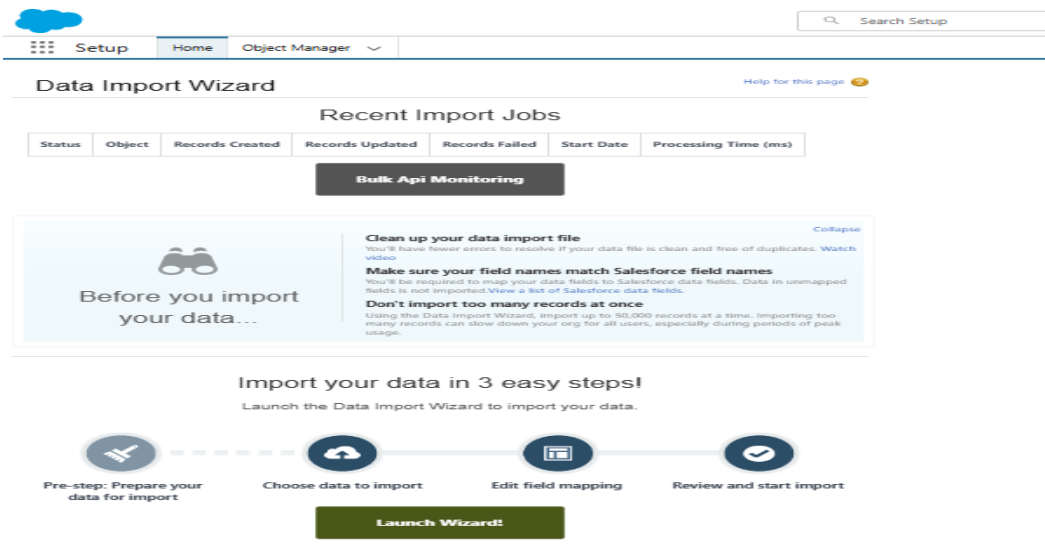 Search Setup
Setup Home Object Manager
Data Import Wizard
Help for this page ?
Recent Import Jobs
Status Object Records Created Records Updated Records Failed Start Date Processing Time (ms)
Bulk Api Monitoring
Collapse
Clean up your data import file
You'll have fewer errors to resolve if your data file is clean and free of duplicates. Watch
video
Make sure your field names match Salesforce field names
You'll be required to map your data fields to Salesforce data fields. Data in unmapped
fields is not imported.View a list of Salesforce data fields.
Don't import too many records at once
Using the Data Import Wizard, import up to 50,000 records at a time. Importing too
many records can slow down your org for all users, especially during periods of peak
usage.
Before you import
your data...
Import your data in 3 easy steps!
Launch the Data Import Wizard to import your data.
Pre-step: Prepare your
data for import
Choose data to import
Edit field mapping
Review and start import
Launch Wizard!